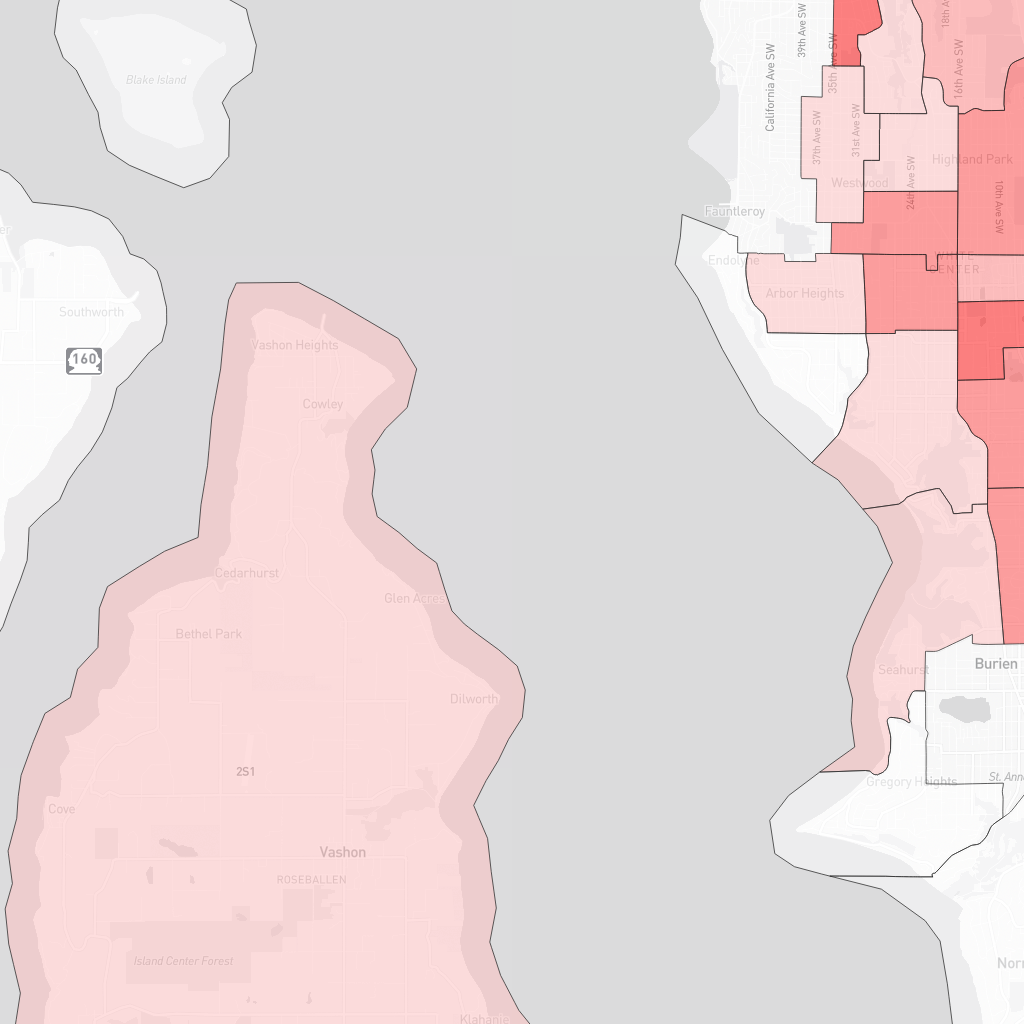 18th A
39th Ave SW
California Ave SW
35th Ave SW
16th Ave SW
Blake Island
37th Ave SW
31st Ave SW
Highland Park
24th Ave SW
Westwood
10th Ave SW
Fauntleroy
er
Endolyne
WHITE
CENTER
Arbor Heights
Southworth
Vashon Heights
160
Cowley
Cedarhurst
Glen Acres
Bethel Park
Burien
Seahurst
Dilworth
2S1
St. Anne
Gregory Heights
Cove
Vashon
ROSEBALLEN
Island Center Forest
Norm
Klahanie